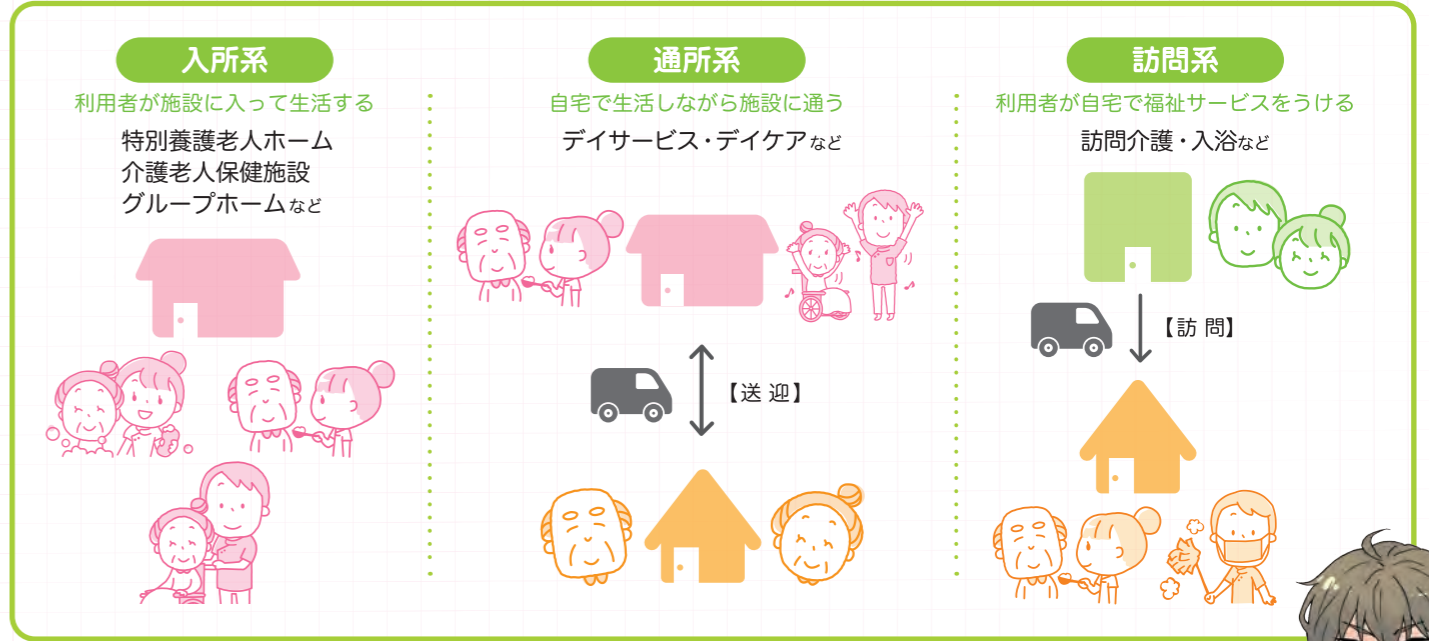 入所系
利用者が施設に入って生活する
特別養護老人ホーム
介護老人保健施設
グループホームなど
通所系
自宅で生活しながら施設に通う
デイサービス・デイケアなど
【送 迎】
訪問系
利用者が自宅で福祉サービスをうける
訪問介護・入浴など
【訪 問】